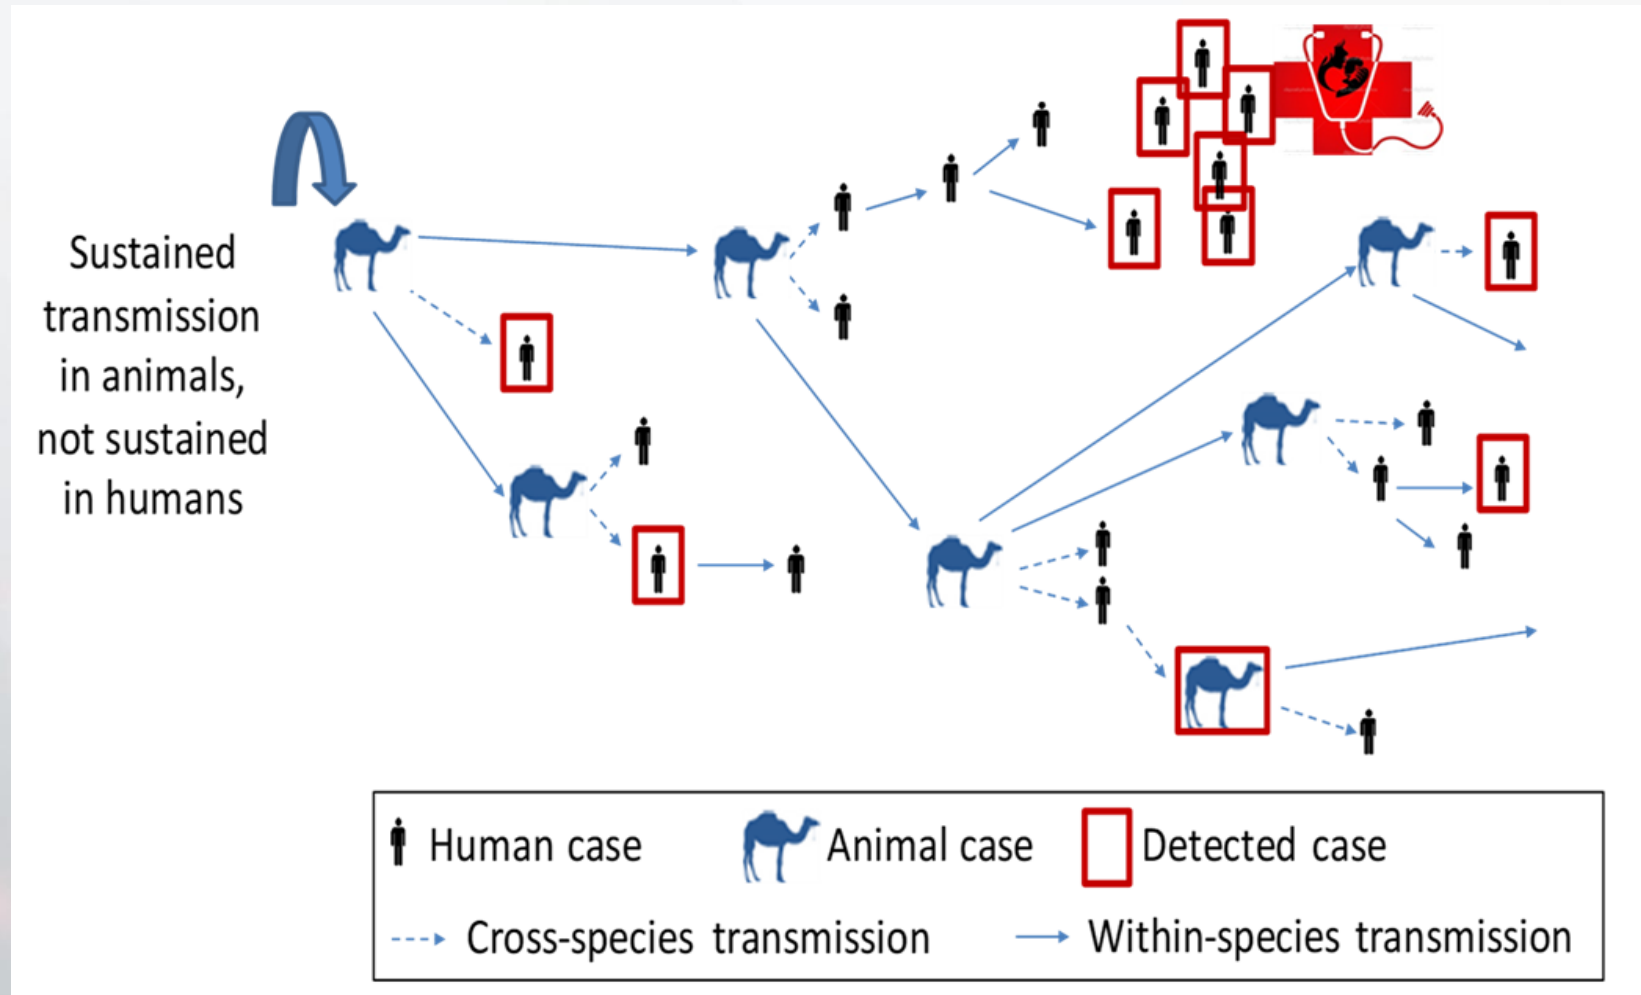 Sustained
transmission
in animals,
not sustained
in humans
Human case
Animal case
Detected case
Cross-species transmission
Within-species transmission